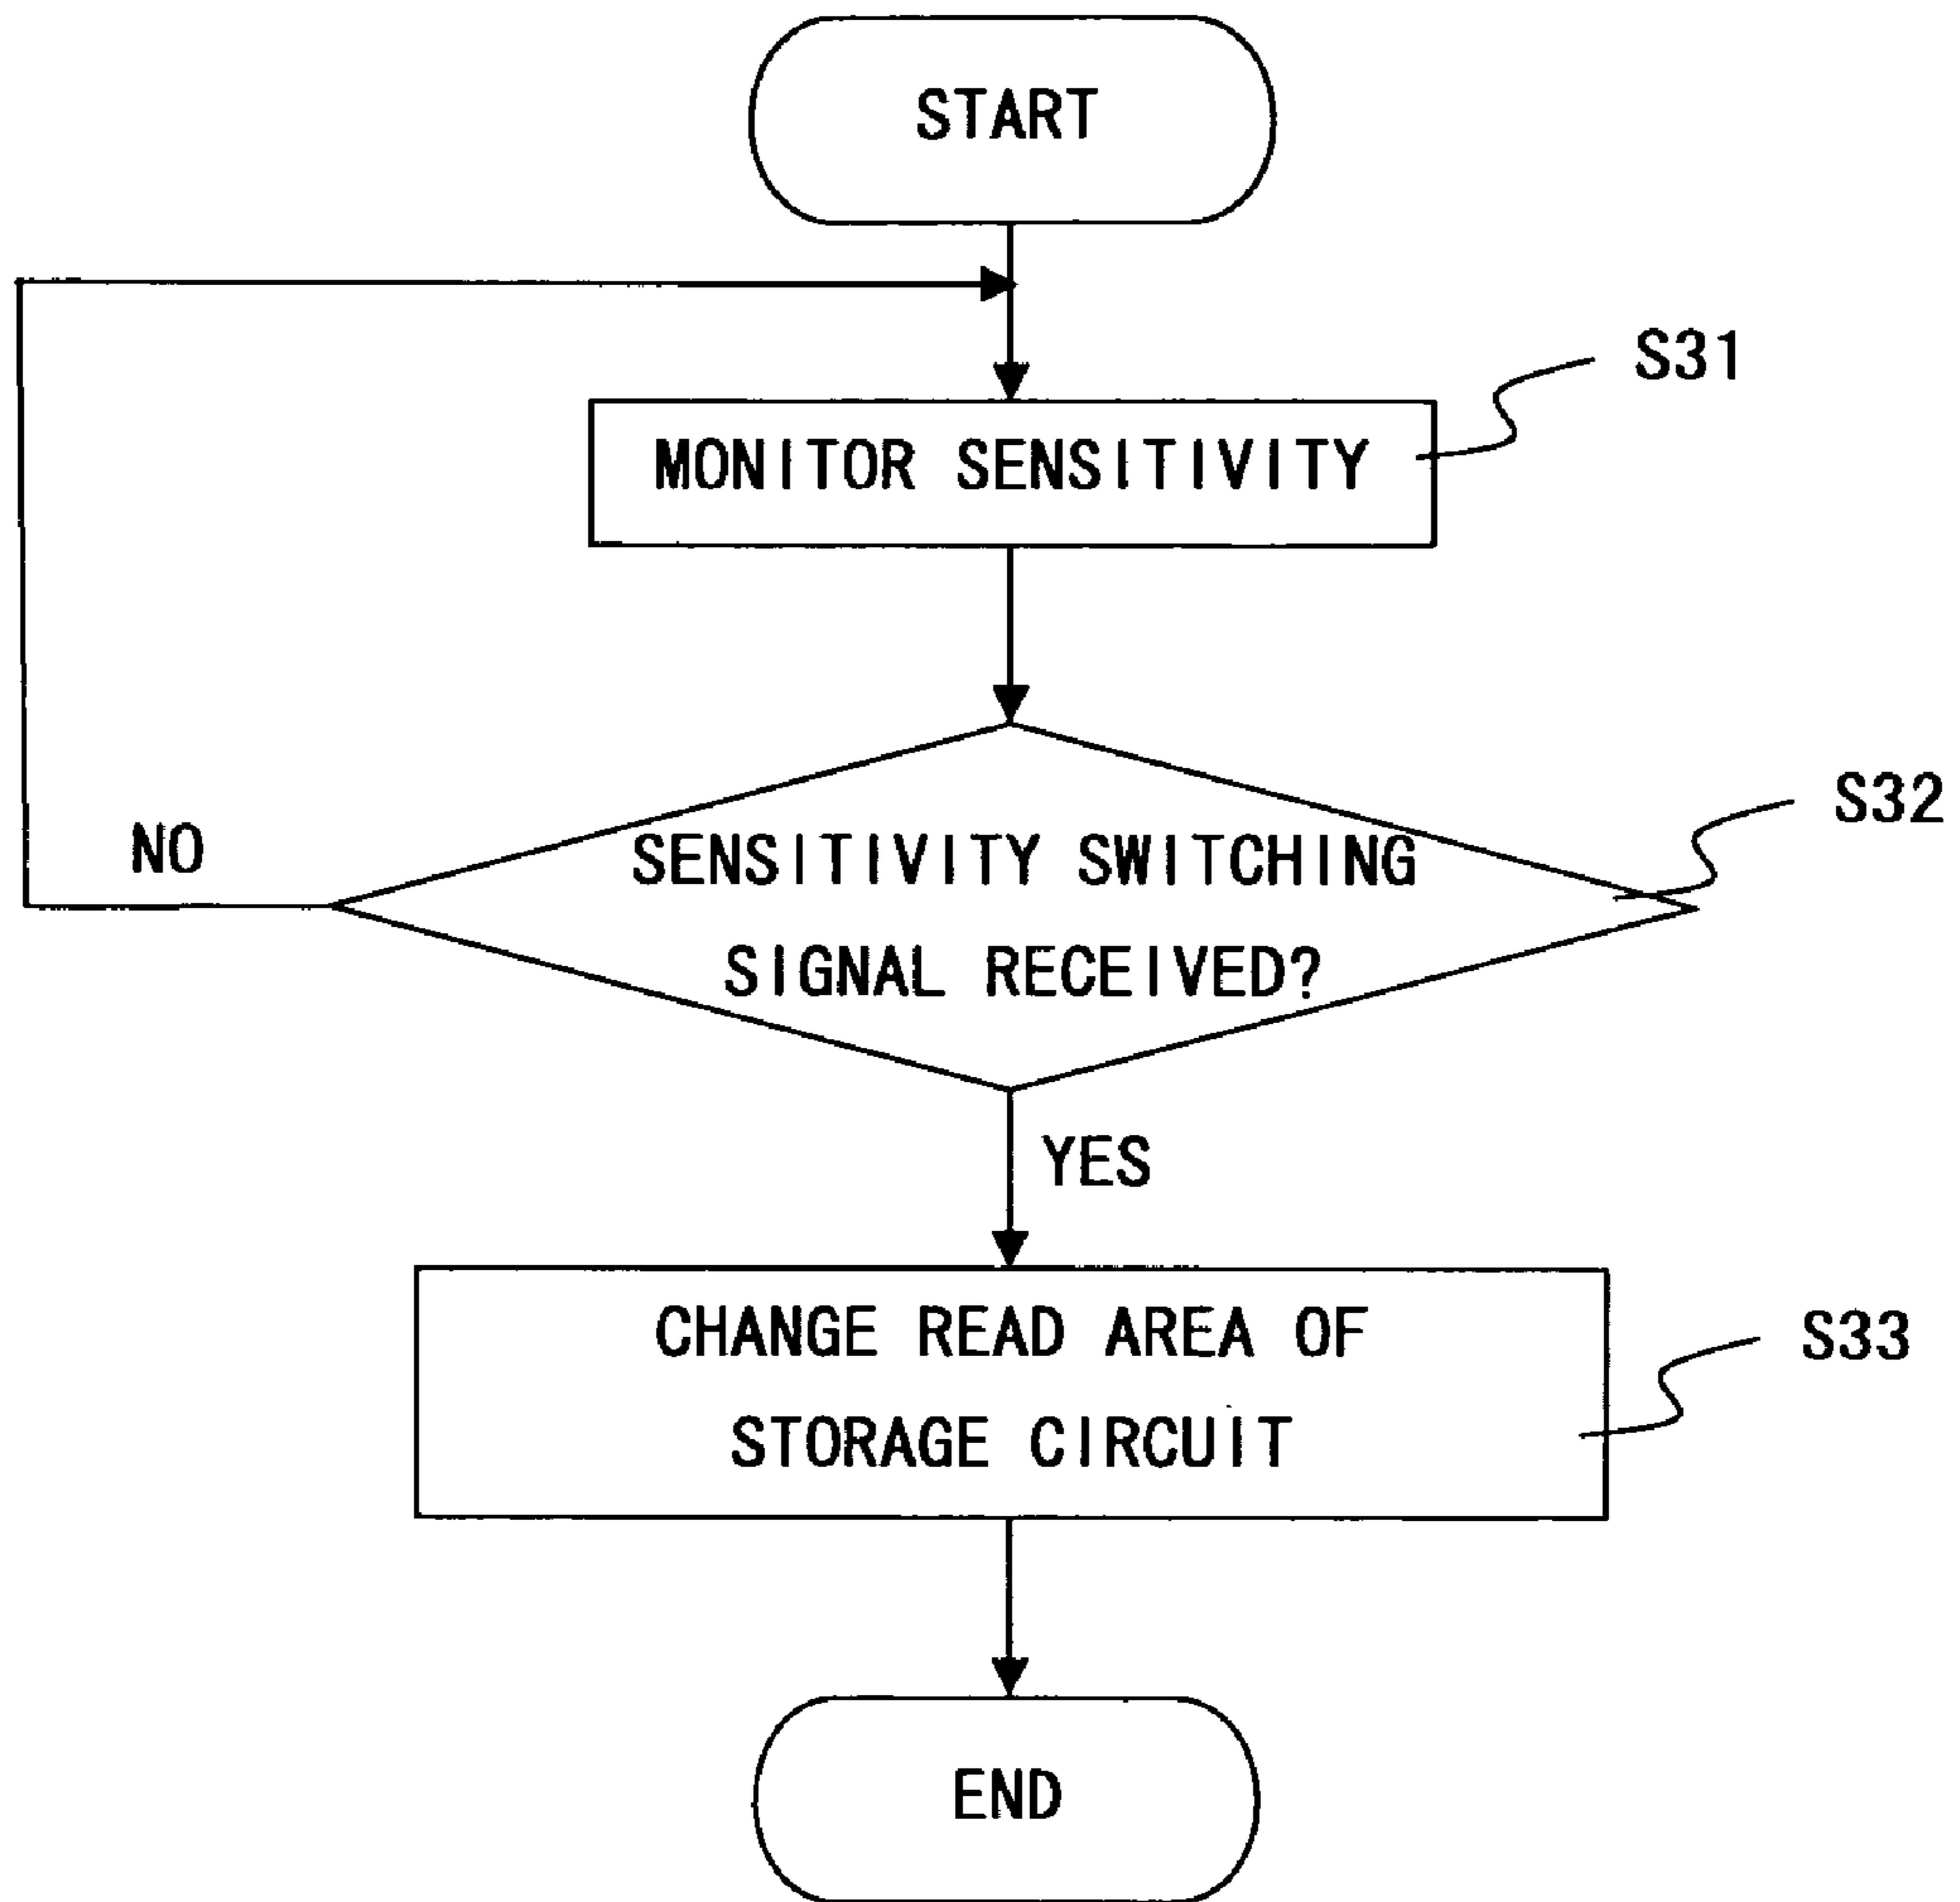 START
S31
MONITOR SENSITIVITY
S32
NO
SENSITIVITY SWITCHING
SIGNAL RECEIVED?
YES
CHANGE READ AREA OF
S33
STORAGE CIRCUIT
END